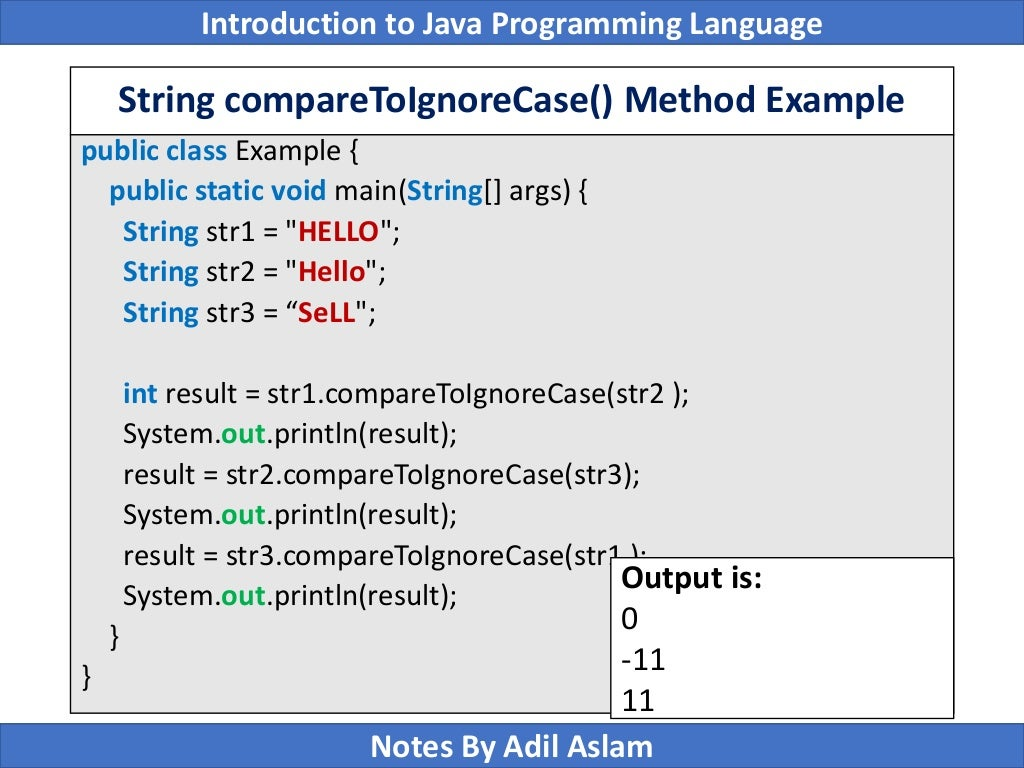 Introduction to Java Programming Language
String compareToIgnoreCase() Method Example
public class Example {
public static void main(String[] args) {
String str1 = "HELLO";
String str2 = "Hello";
String str3 = “SeLL";
int result = str1.compareToIgnoreCase(str2 );
System.out.println(result);
result = str2.compareToIgnoreCase(str3);
System.out.println(result);
result = str3.compareToIgnoreCase(str1 );
System.out.println(result);
}
}
Output is:
0
-11
11
Notes By Adil Aslam